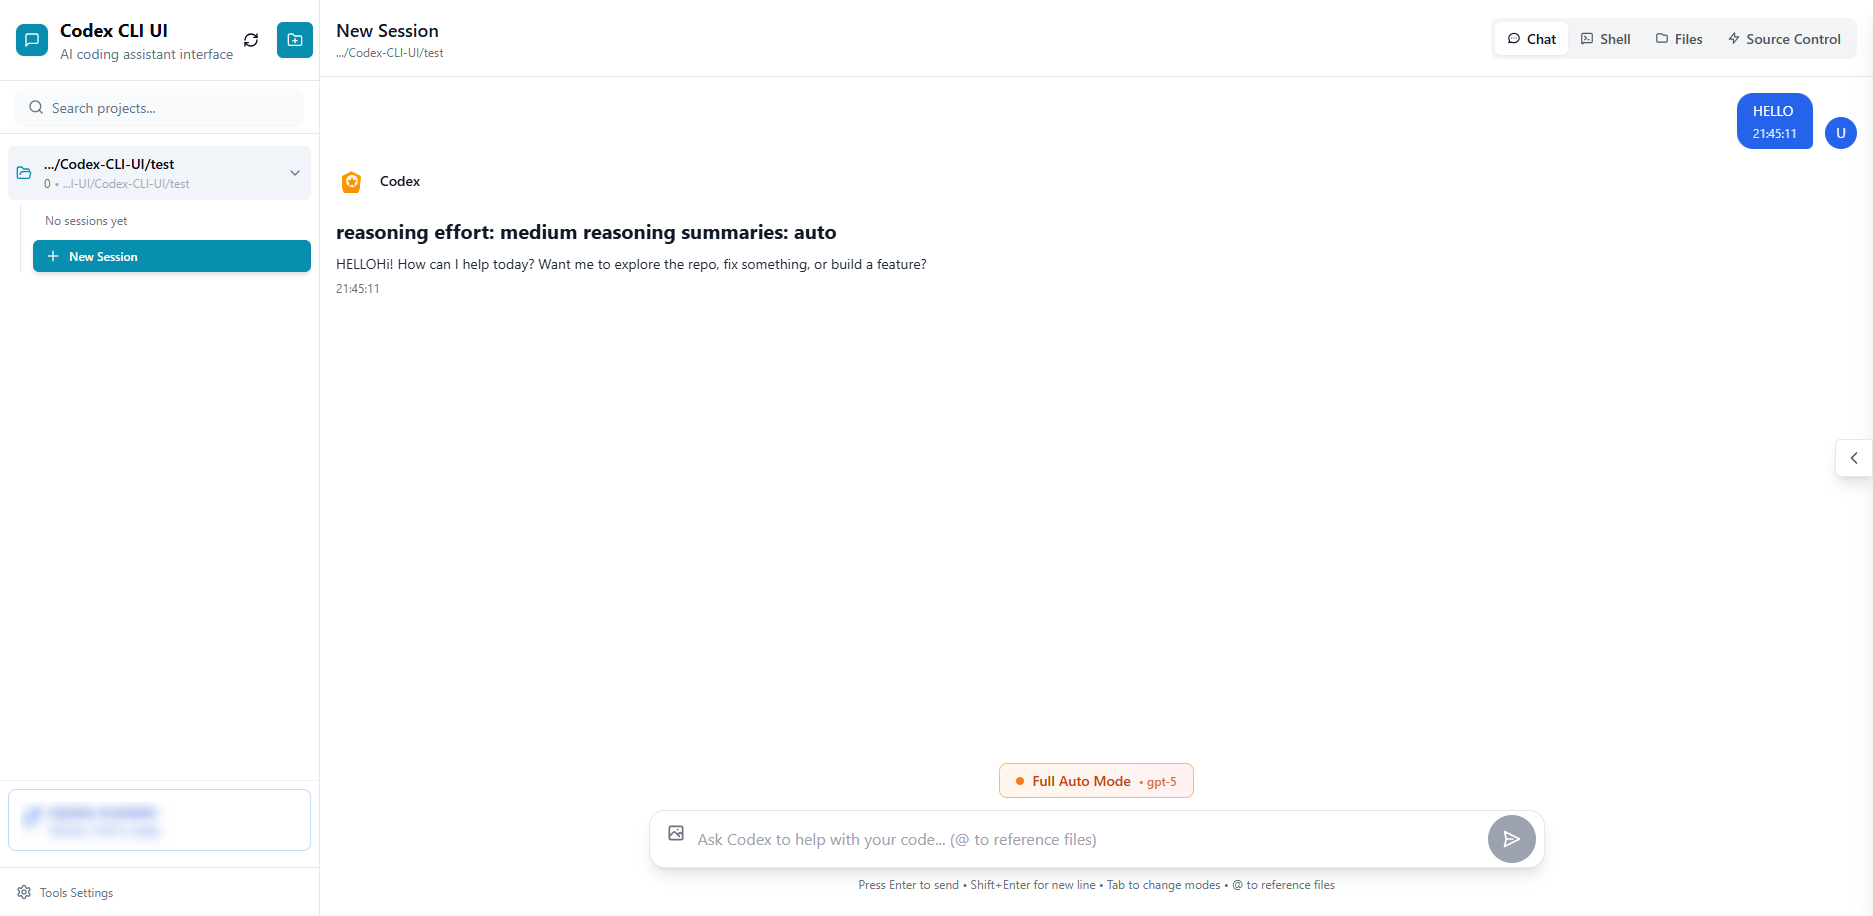 Codex CLI UI
AI coding assistant interface
Search projects...
.../Codex-CLI-UI/test
0 • ...I-UI/Codex-CLI-UI/test
No sessions yet
New Session
Tools Settings
New Session
.../Codex-CLI-UI/test
Chat
Shell
Files
Source Control
HELLO
21:45:11
U
Codex
reasoning effort: medium reasoning summaries: auto
HELLOHi! How can I help today? Want me to explore the repo, fix something, or build a feature?
21:45:11
Full Auto Mode • gpt-5
Ask Codex to help with your code... (@ to reference files)
Press Enter to send • Shift+Enter for new line • Tab to change modes • @ to reference files